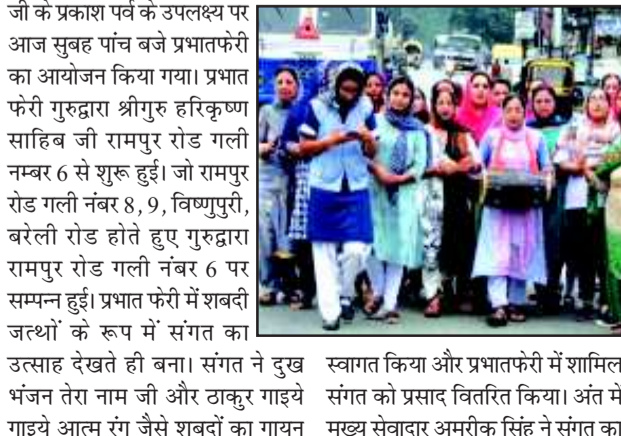 जी के प्रकाश पर्व के उपलक्ष्य पर
आज सुबह पांच बजे प्रभातफेरी
का आयोजन किया गया। प्रभात
फेरी गुरुद्वारा श्रीगुरु हरिकृष्ण
साहिब जी रामपुर रोड गली
नम्बर 6 से शुरू हुई। जो रामपुर
रोड गली नंबर 8, 9, विष्णुपुरी,
बरेली रोड होते हुए गुरुद्वारा
रामपुर रोड गली नंबर 6 पर
सम्पन्न हुई। प्रभात फेरी में शबदी
जत्थों के रूप में संगत का
उत्साह देखते ही बना। संगत ने दुख
भंजन तेरा नाम जी और ठाकुर गाइये
गाइये आत्म रंग जैसे शबदों का गायन
स्वागत किया और प्रभातफेरी में शामिल
संगत को प्रसाद वितरित किया। अंत में
मुख्य सेवादार अमरीक सिंह ने संगत का